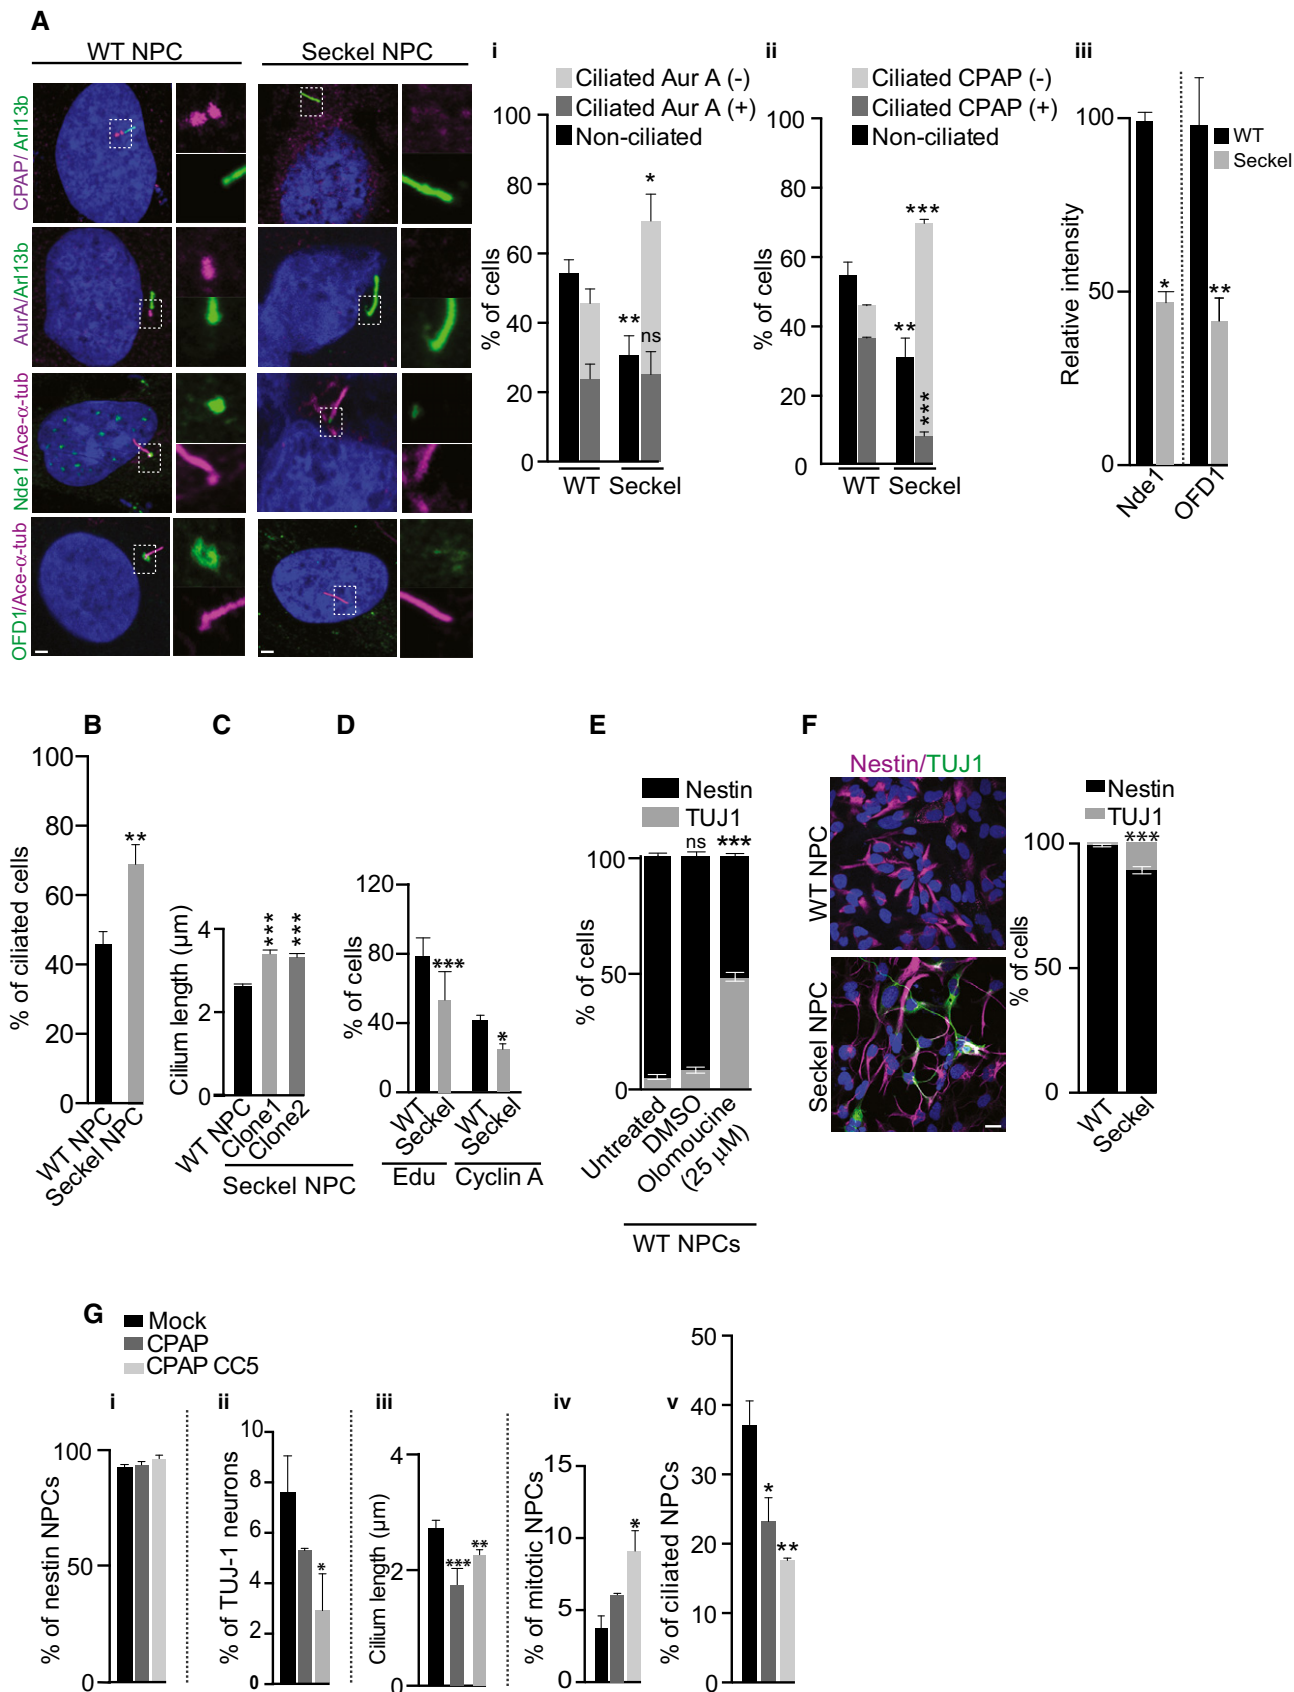 A
WT NPC
Seckel NPC
CPAP/ Arl13b
AurA/Arl13b
Nde1 /Ace-α-tub
OFD1/Ace-α-tub
i
Ciliated Aur A (-)
Ciliated Aur A (+)
Non-ciliated
% of cells
100
80
60
40
20
0
*
**
ns
WT Seckel
ii
Ciliated CPAP (-)
Ciliated CPAP (+)
Non-ciliated
% of cells
100
80
60
40
20
0
***
**
***
WT Seckel
iii
WT
Seckel
Relative intensity
100
50
0
*
**
Nde1
OFD1
B
% of ciliated cells
100
80
60
40
20
0
**
WT NPC
Seckel NPC
C
Cilium length (µm)
4
2
0
***
***
WT NPC
Clone1
Clone2
Seckel NPC
D
% of cells
120
80
40
0
***
*
WT
Seckel
WT
Seckel
Edu
Cyclin A
E
Nestin
TUJ1
ns
***
% of cells
100
50
0
Untreated
DMSO
Olomoucine
(25 µM)
WT NPCs
F
Nestin/TUJ1
WT NPC
Seckel NPC
Nestin
TUJ1
***
% of cells
100
50
0
WT
Seckel
G
Mock
CPAP
CPAP CC5
i
% of nestin NPCs
100
50
0
ii
% of TUJ-1 neurons
10
8
6
4
2
0
*
iii
Cilium length (µm)
4
2
0
***
**
iv
% of mitotic NPCs
15
10
5
0
*
v
% of ciliated NPCs
50
40
30
20
10
0
*
**